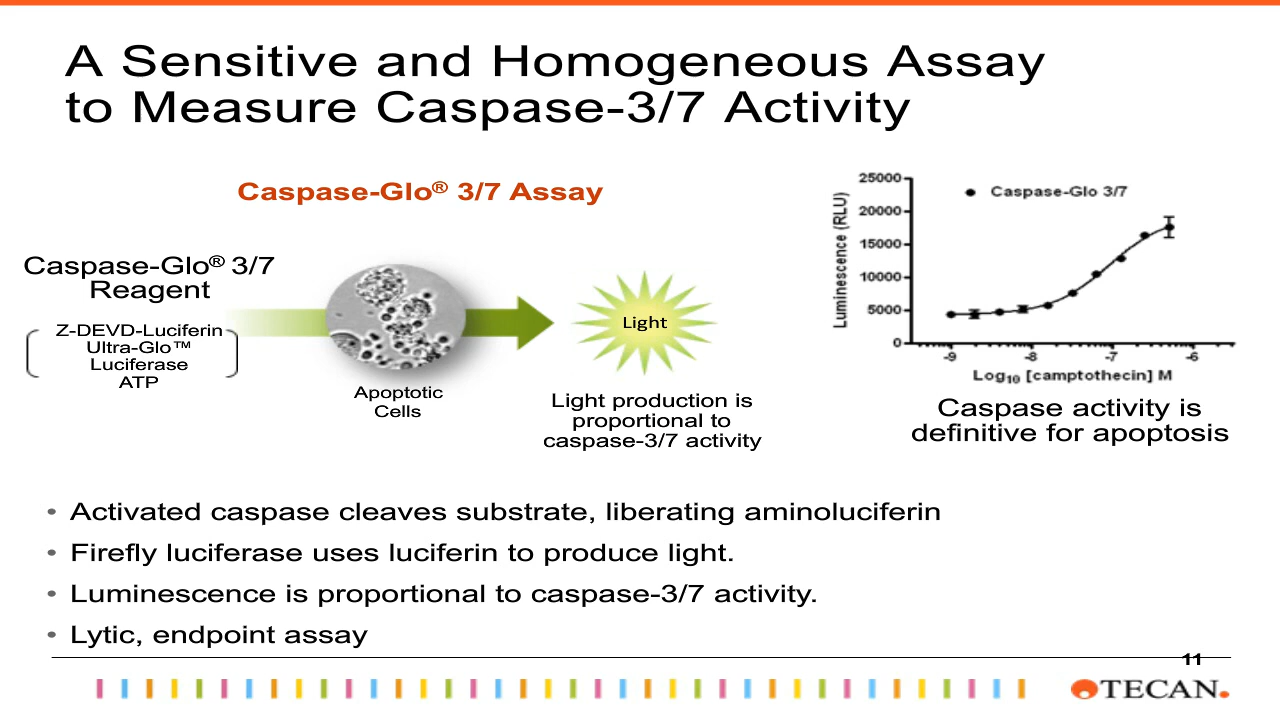 A Sensitive and Homogeneous Assay
to Measure Caspase-3/7 Activity
Caspase-Glo® 3/7 Assay
Caspase-Glo® 3/7
Reagent
Z-DEVD-Luciferin
Ultra-Glo™
Luciferase
ATP
Apoptotic
Cells
Light
Light production is
proportional to
caspase-3/7 activity
Caspase-Glo 3/7
Luminescence (RLU)
25000
20000
15000
10000
5000
0
-9 -8 -7 -6
Log₁₀ [camptothecin] M
Caspase activity is
definitive for apoptosis
• Activated caspase cleaves substrate, liberating aminoluciferin
• Firefly luciferase uses luciferin to produce light.
• Luminescence is proportional to caspase-3/7 activity.
• Lytic, endpoint assay
11
TECAN.